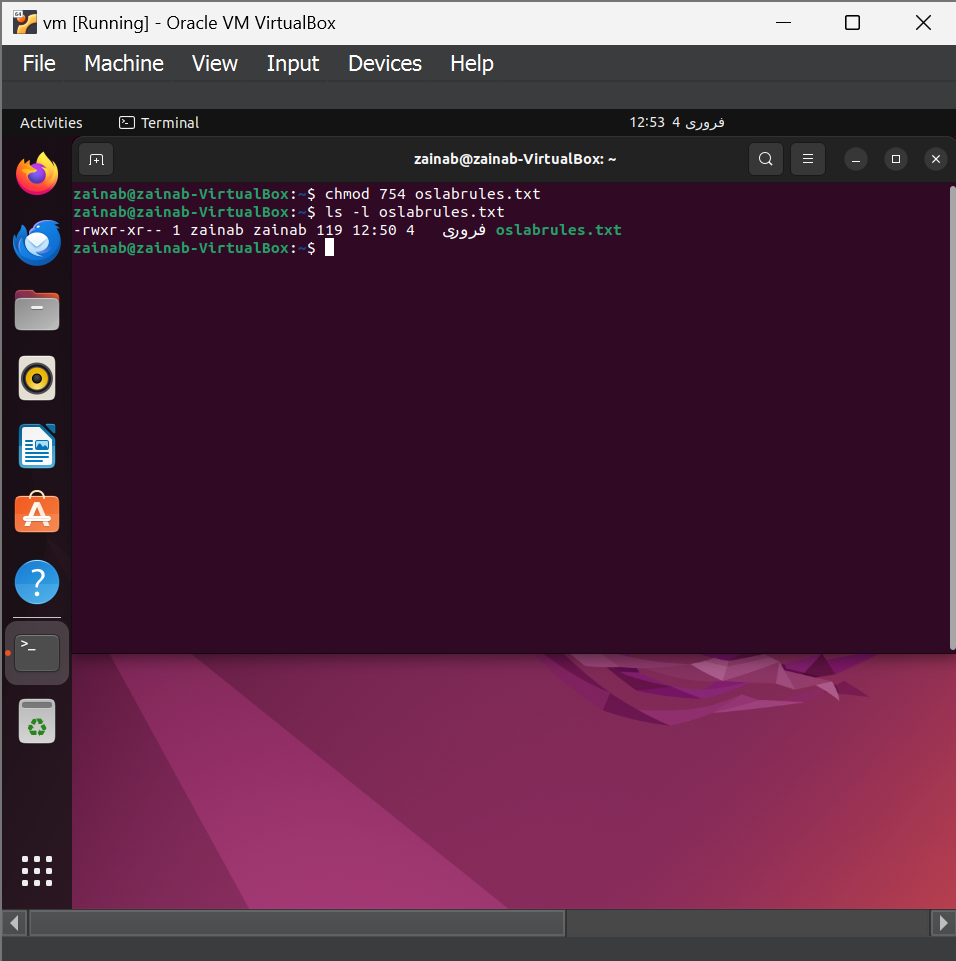 vm [Running] - Oracle VM VirtualBox
File Machine View Input Devices Help
Activities Terminal 12:53 4 فروری
zainab@zainab-VirtualBox: ~
zainab@zainab-VirtualBox:~$ chmod 754 oslabrules.txt
zainab@zainab-VirtualBox:~$ ls -l oslabrules.txt
-rwxr-xr-- 1 zainab zainab 119 12:50 4 فروری oslabrules.txt
zainab@zainab-VirtualBox:~$